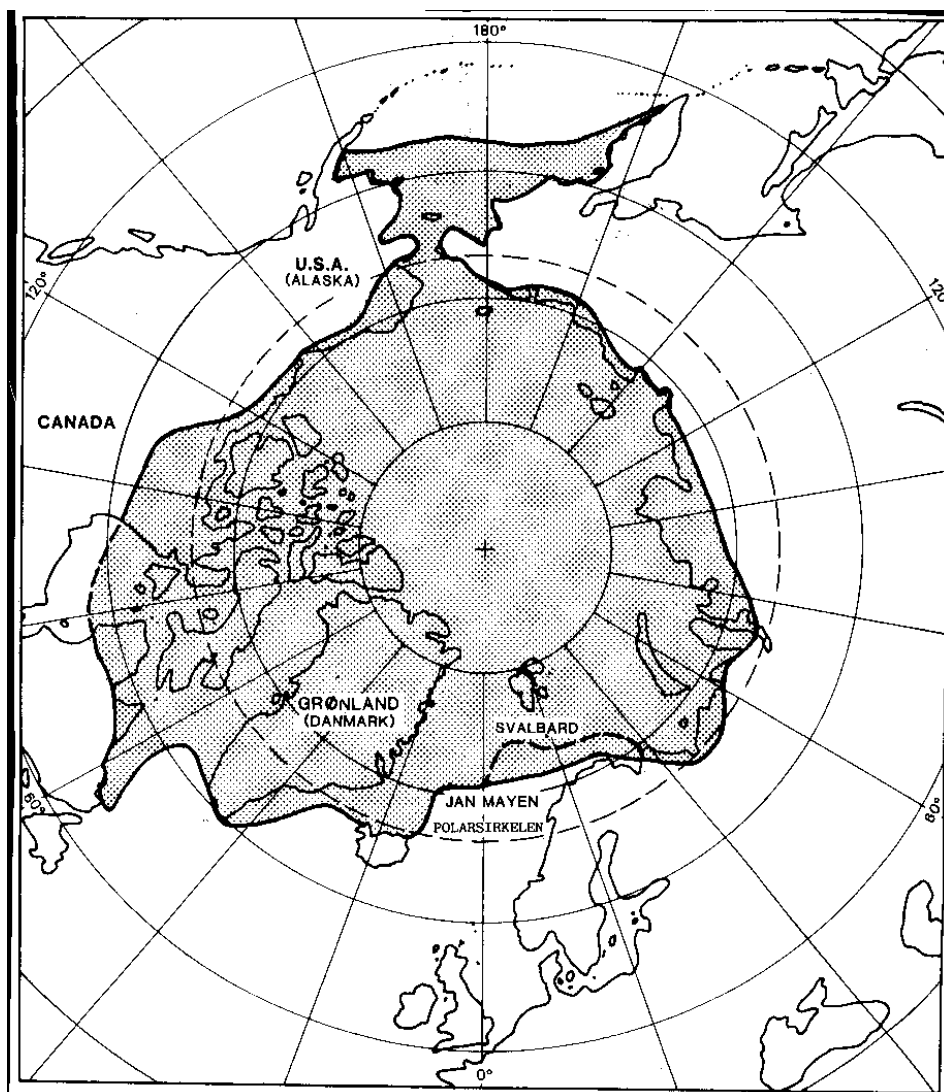 180°
U.S.A.
(ALASKA)
120°
120°
CANADA
GRØNLAND
(DANMARK)
SVALBARD
JAN MAYEN
POLARSIRKELEN
60°
60°
0°